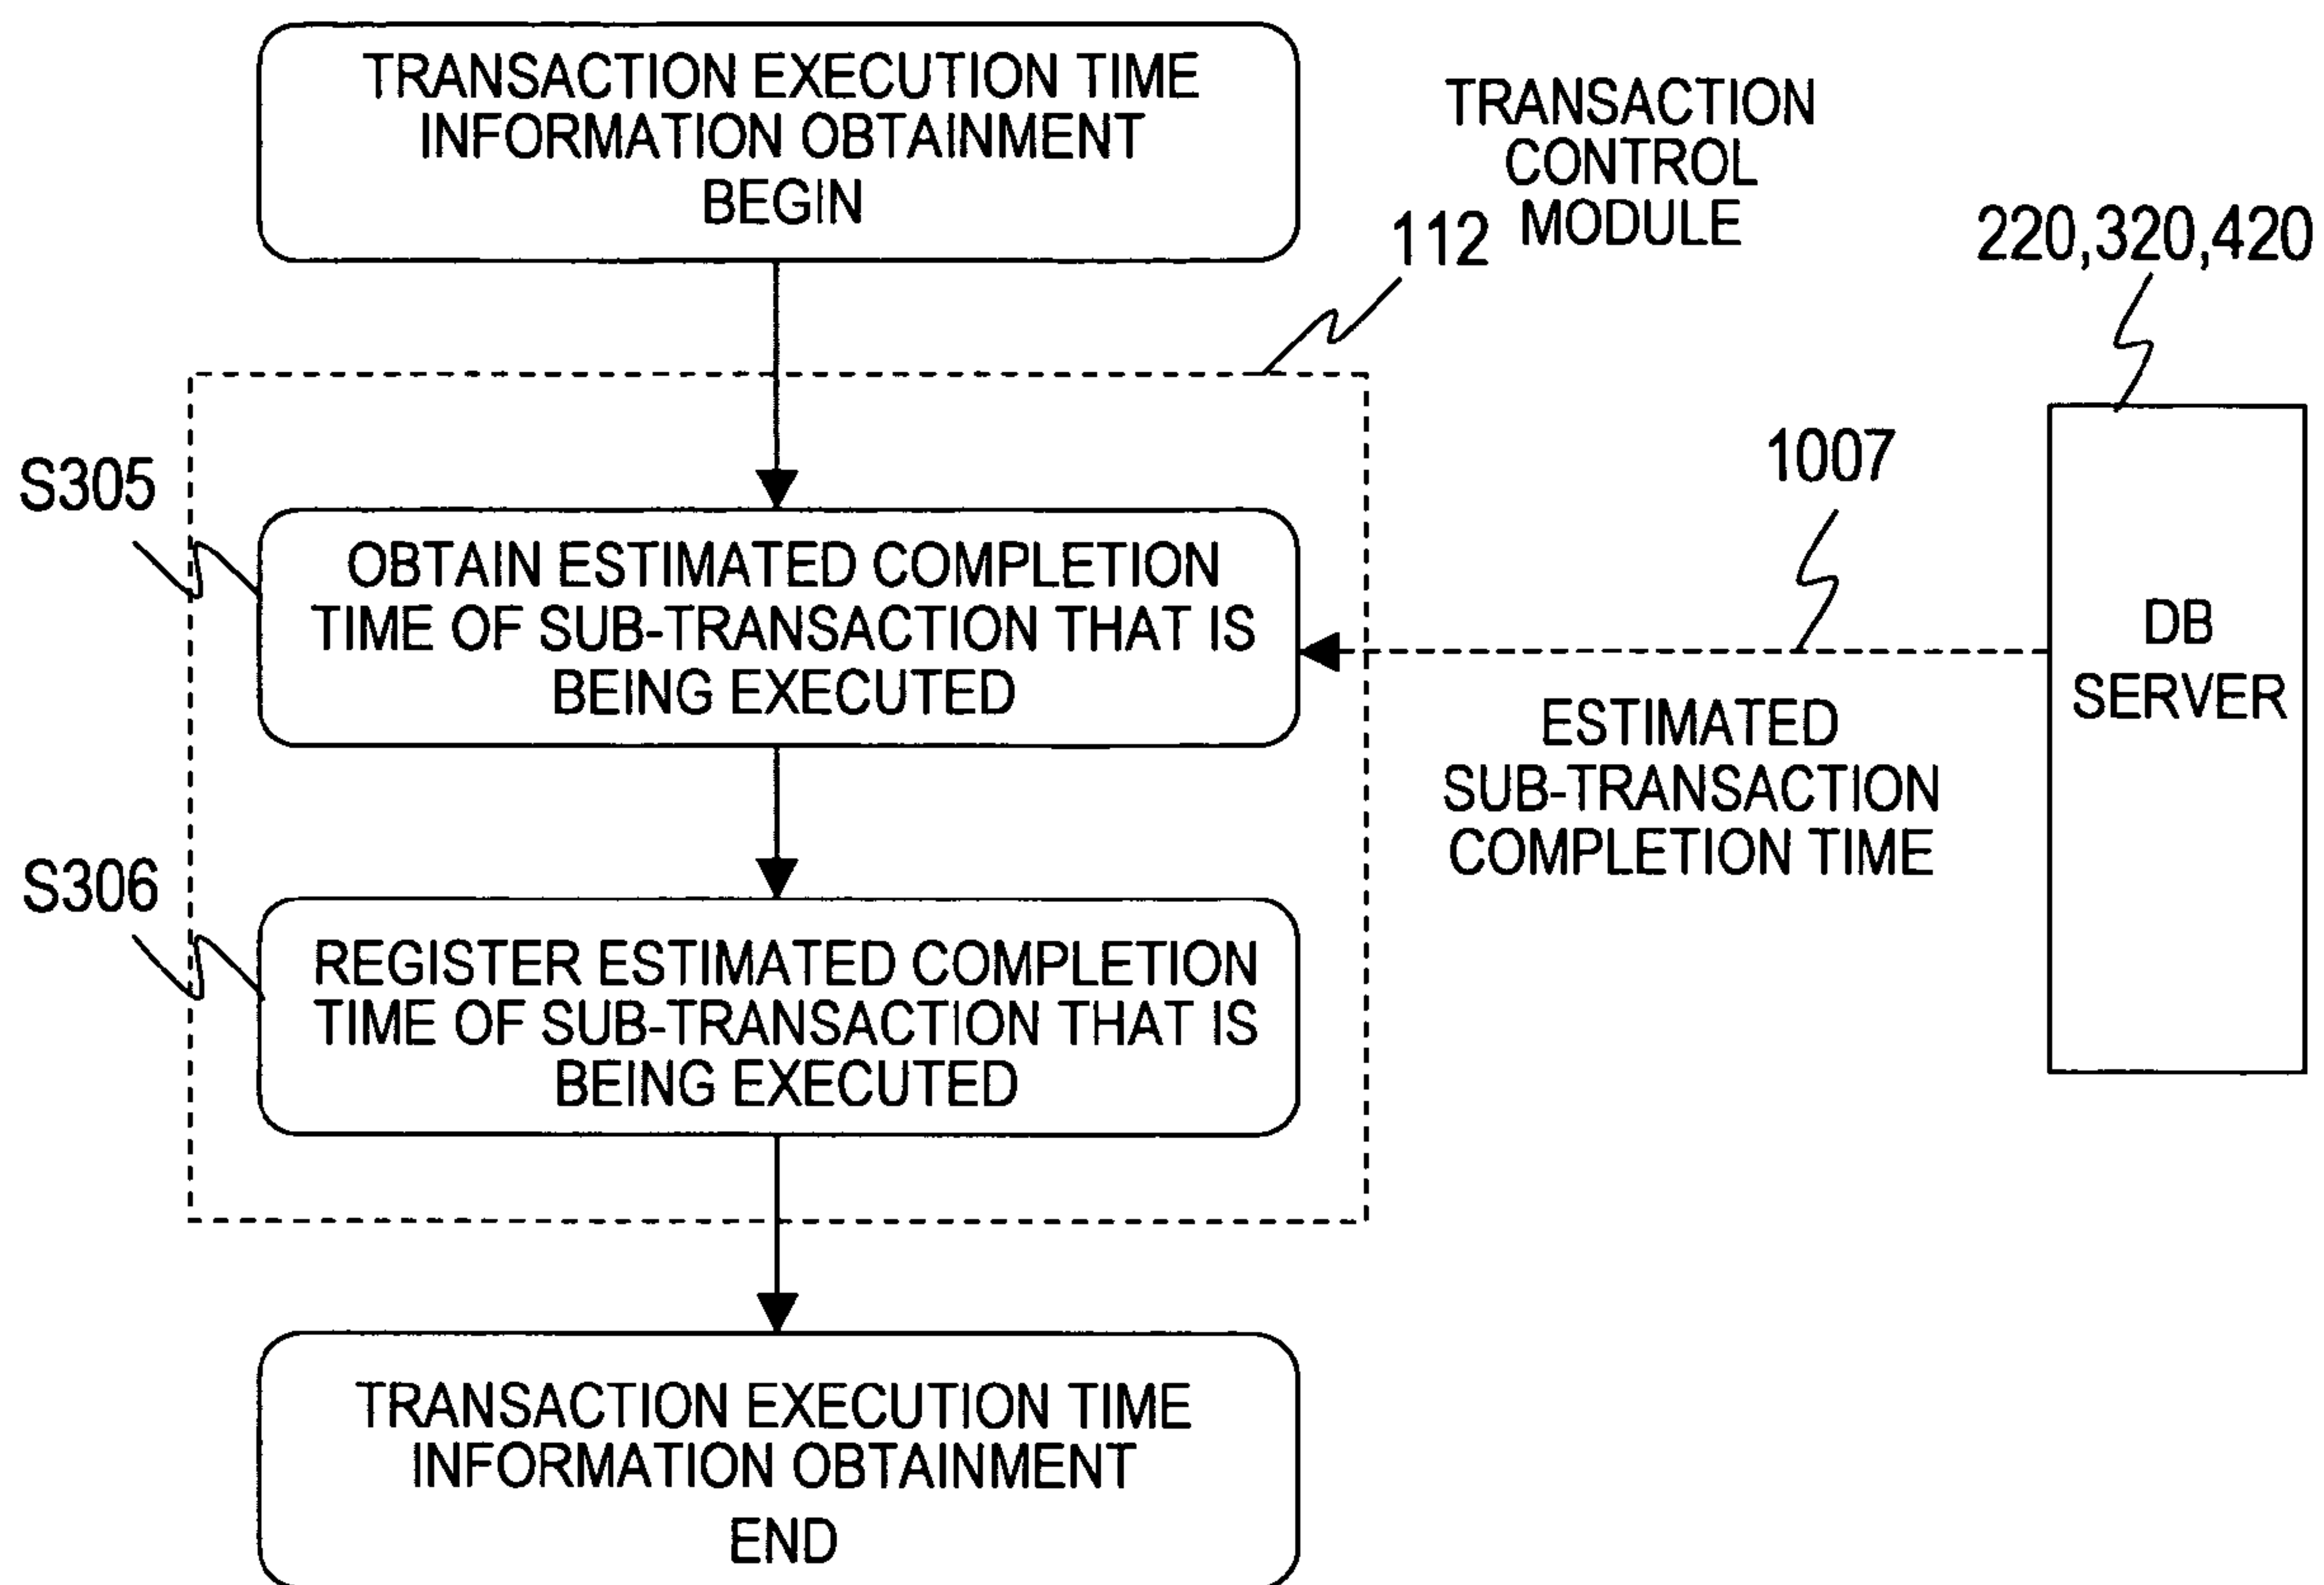 TRANSACTION EXECUTION TIME
INFORMATION OBTAINMENT
BEGIN
TRANSACTION
CONTROL
MODULE
112
220,320,420
S305
OBTAIN ESTIMATED COMPLETION
TIME OF SUB-TRANSACTION THAT IS
BEING EXECUTED
1007
ESTIMATED
SUB-TRANSACTION
COMPLETION TIME
DB
SERVER
S306
REGISTER ESTIMATED COMPLETION
TIME OF SUB-TRANSACTION THAT IS
BEING EXECUTED
TRANSACTION EXECUTION TIME
INFORMATION OBTAINMENT
END